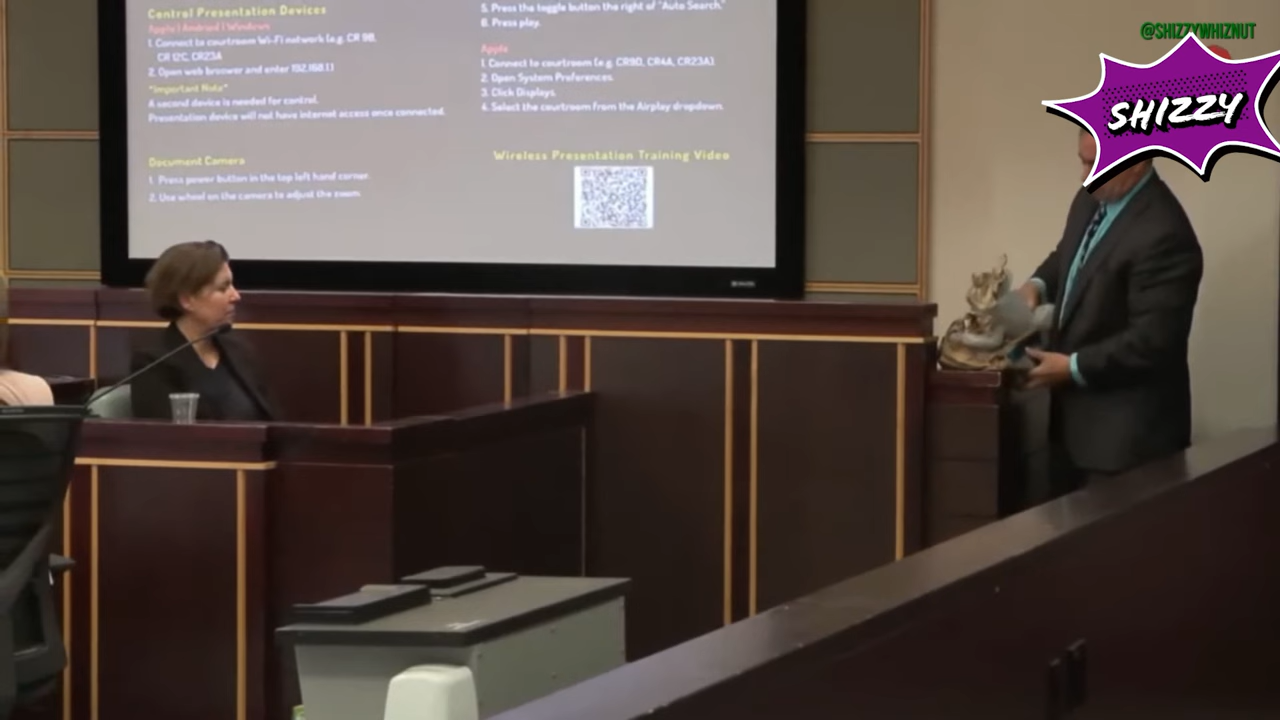 Control Presentation Devices
Apple | Android | Windows
1. Connect to courtroom Wi-Fi network (e.g. CR 9B,
CR 12C, CR23A
2. Open web browser and enter 192.168.1.1
*Important Note*
A second device is needed for control.
Presentation device will not have internet access once connected.
Document Camera
1. Press power button in the top left hand corner.
2. Use wheel on the camera to adjust the zoom.
5. Press the toggle button the right of "Auto Search."
6. Press play.
Apple
1. Connect to courtroom (e.g. CR9D, CR4A, CR23A).
2. Open System Preferences.
3. Click Displays.
4. Select the courtroom from the Airplay dropdown.
Wireless Presentation Training Video
@SHIZZYWHIZNUT
SHIZZY